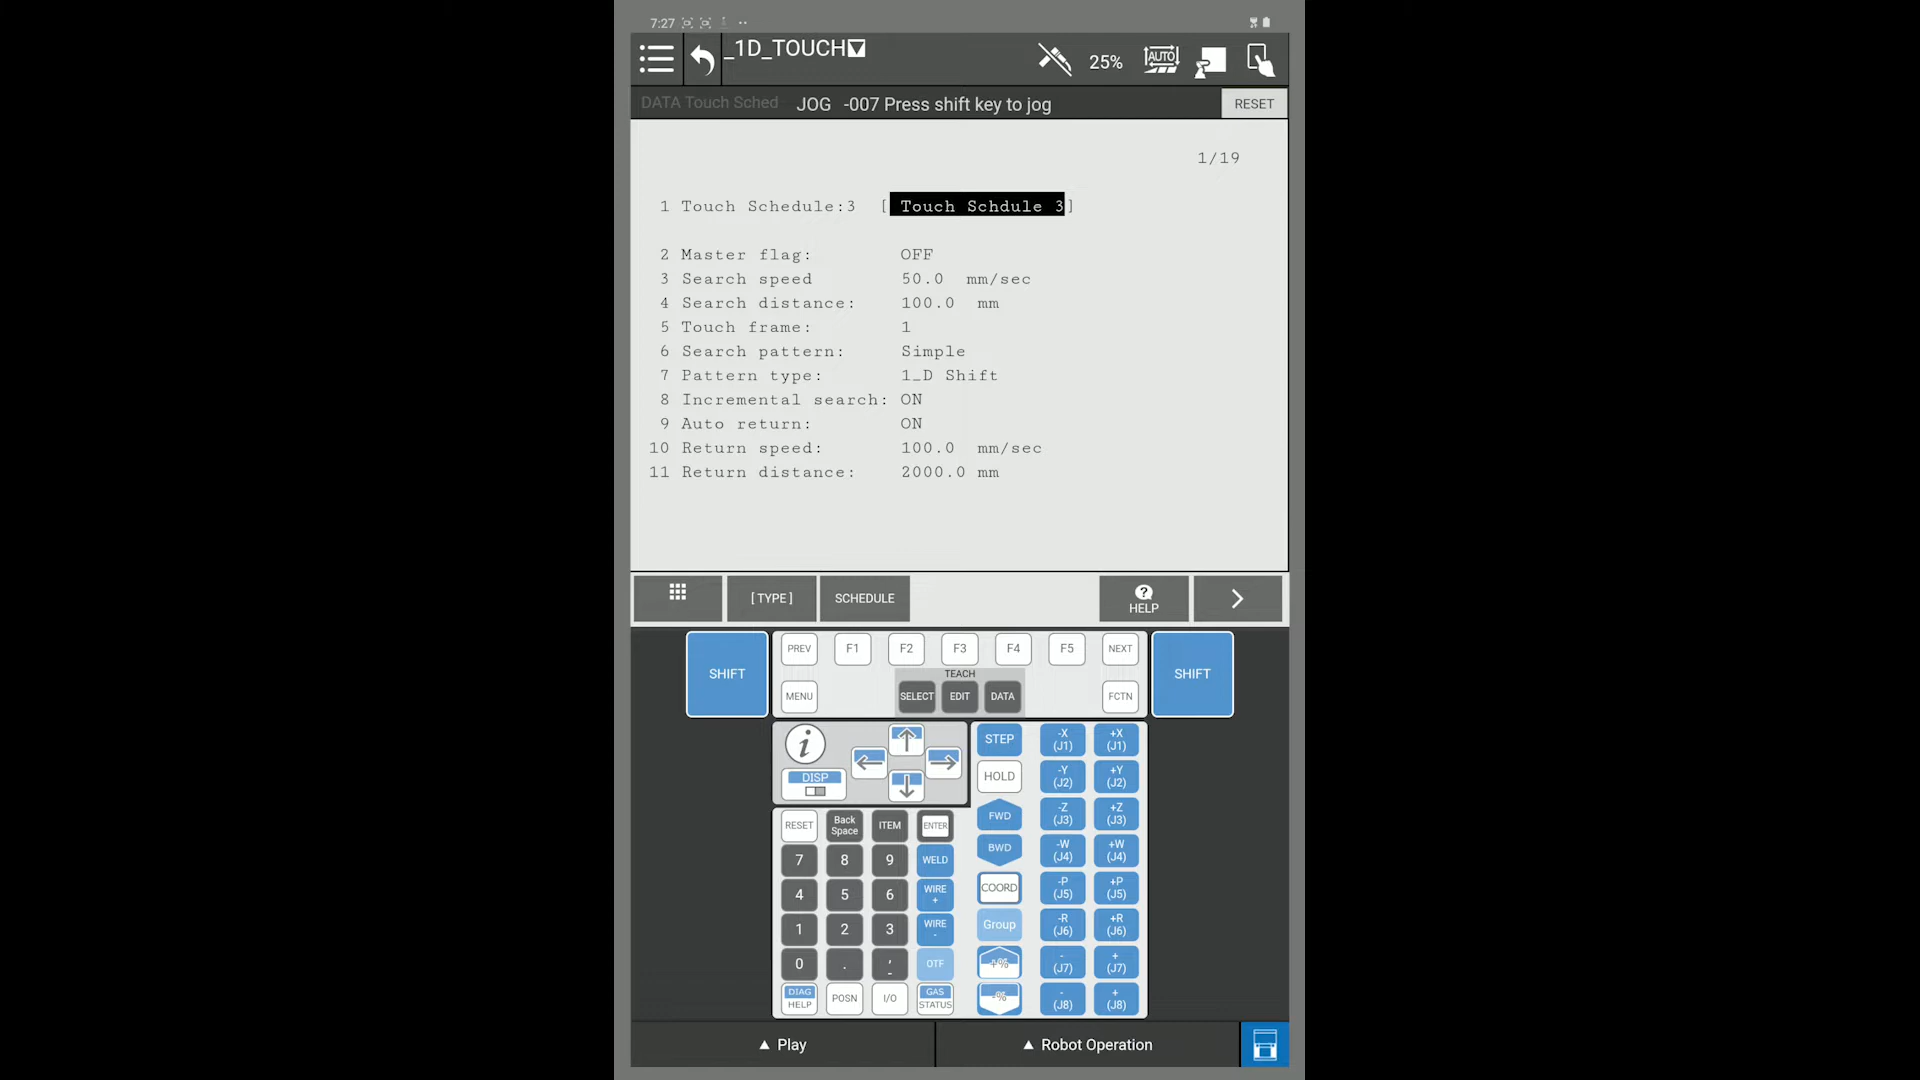 7:27
_1D_TOUCH
25%
AUTO
DATA Touch Sched JOG -007 Press shift key to jog RESET
1/19
1 Touch Schedule:3 [ Touch Schdule 3]
2 Master flag: OFF
3 Search speed 50.0 mm/sec
4 Search distance: 100.0 mm
5 Touch frame: 1
6 Search pattern: Simple
7 Pattern type: 1_D Shift
8 Incremental search: ON
9 Auto return: ON
10 Return speed: 100.0 mm/sec
11 Return distance: 2000.0 mm
[ TYPE ] SCHEDULE ? HELP >
SHIFT PREV F1 F2 F3 F4 F5 NEXT SHIFT
TEACH
MENU SELECT EDIT DATA FCTN
i
DISP
STEP -X (J1) +X (J1)
HOLD -Y (J2) +Y (J2)
FWD -Z (J3) +Z (J3)
RESET Back Space ITEM ENTER
BWD -W (J4) +W (J4)
7 8 9 WELD
COORD -P (J5) +P (J5)
4 5 6 WIRE +
Group -R (J6) +R (J6)
1 2 3 WIRE -
+% - (J7) + (J7)
0 . , - OTF
-% - (J8) + (J8)
DIAG HELP POSN I/O GAS STATUS
Play Robot Operation